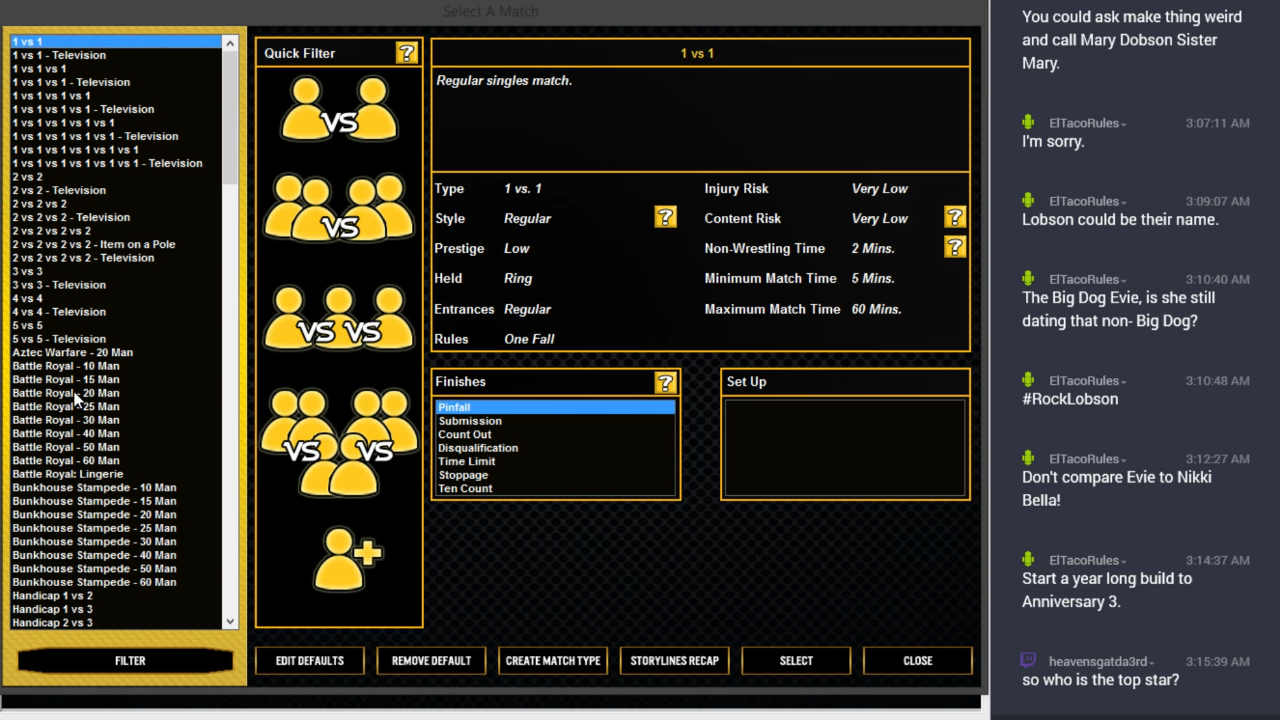 Select A Match
1 vs 1
1 vs 1 - Television
1 vs 1 vs 1
1 vs 1 vs 1 - Television
1 vs 1 vs 1 vs 1
1 vs 1 vs 1 vs 1 - Television
1 vs 1 vs 1 vs 1 vs 1
1 vs 1 vs 1 vs 1 vs 1 - Television
1 vs 1 vs 1 vs 1 vs 1 vs 1
1 vs 1 vs 1 vs 1 vs 1 vs 1 - Television
2 vs 2
2 vs 2 - Television
2 vs 2 vs 2
2 vs 2 vs 2 - Television
2 vs 2 vs 2 vs 2
2 vs 2 vs 2 vs 2 - Item on a Pole
2 vs 2 vs 2 vs 2 - Television
3 vs 3
3 vs 3 - Television
4 vs 4
4 vs 4 - Television
5 vs 5
5 vs 5 - Television
Aztec Warfare - 20 Man
Battle Royal - 10 Man
Battle Royal - 15 Man
Battle Royal - 20 Man
Battle Royal - 25 Man
Battle Royal - 30 Man
Battle Royal - 40 Man
Battle Royal - 50 Man
Battle Royal - 60 Man
Battle Royal: Lingerie
Bunkhouse Stampede - 10 Man
Bunkhouse Stampede - 15 Man
Bunkhouse Stampede - 20 Man
Bunkhouse Stampede - 25 Man
Bunkhouse Stampede - 30 Man
Bunkhouse Stampede - 40 Man
Bunkhouse Stampede - 50 Man
Bunkhouse Stampede - 60 Man
Handicap 1 vs 2
Handicap 1 vs 3
Handicap 2 vs 3
FILTER
Quick Filter ?
VS
VS
VS VS
VS VS
1 vs 1
Regular singles match.
Type 1 vs. 1 Injury Risk Very Low
Style Regular ? Content Risk Very Low ?
Prestige Low Non-Wrestling Time 2 Mins. ?
Held Ring Minimum Match Time 5 Mins.
Entrances Regular Maximum Match Time 60 Mins.
Rules One Fall
Finishes ?
Pinfall
Submission
Count Out
Disqualification
Time Limit
Stoppage
Ten Count
Set Up
EDIT DEFAULTS REMOVE DEFAULT CREATE MATCH TYPE STORYLINES RECAP SELECT CLOSE
You could ask make thing weird
and call Mary Dobson Sister
Mary.
ElTacoRules 3:07:11 AM
I'm sorry.
ElTacoRules 3:09:07 AM
Lobson could be their name.
ElTacoRules 3:10:40 AM
The Big Dog Evie, is she still
dating that non- Big Dog?
ElTacoRules 3:10:48 AM
#RockLobson
ElTacoRules 3:12:27 AM
Don't compare Evie to Nikki
Bella!
ElTacoRules 3:14:37 AM
Start a year long build to
Anniversary 3.
heavensgatda3rd 3:15:39 AM
so who is the top star?